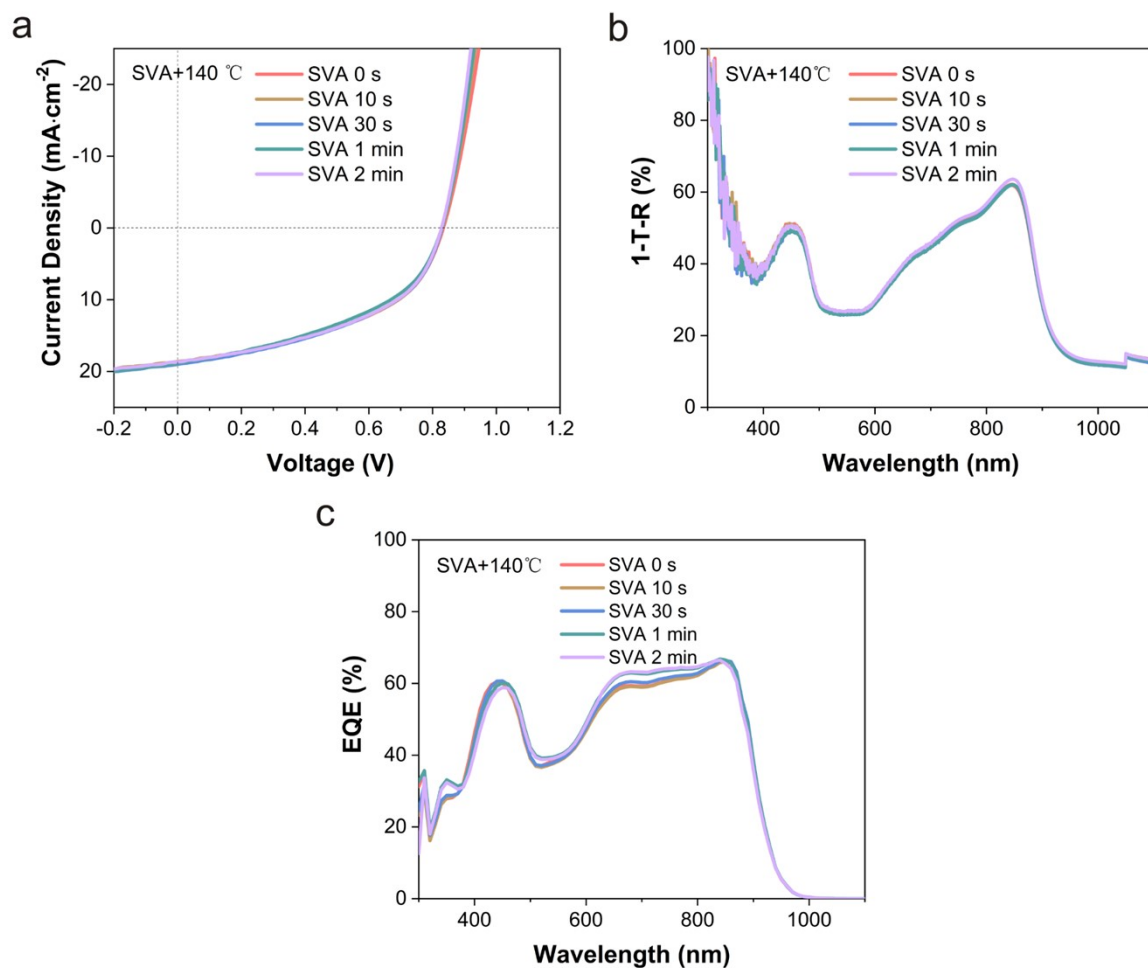 a
SVA+140 ℃
SVA 0 s
SVA 10 s
SVA 30 s
SVA 1 min
SVA 2 min
-20
-10
0
10
20
Current Density (mA·cm-2)
-0.2 0.0 0.2 0.4 0.6 0.8 1.0 1.2
Voltage (V)
b
SVA+140℃
SVA 0 s
SVA 10 s
SVA 30 s
SVA 1 min
SVA 2 min
100
80
60
40
20
0
1-T-R (%)
400 600 800 1000
Wavelength (nm)
c
SVA+140℃
SVA 0 s
SVA 10 s
SVA 30 s
SVA 1 min
SVA 2 min
100
80
60
40
20
0
EQE (%)
400 600 800 1000
Wavelength (nm)